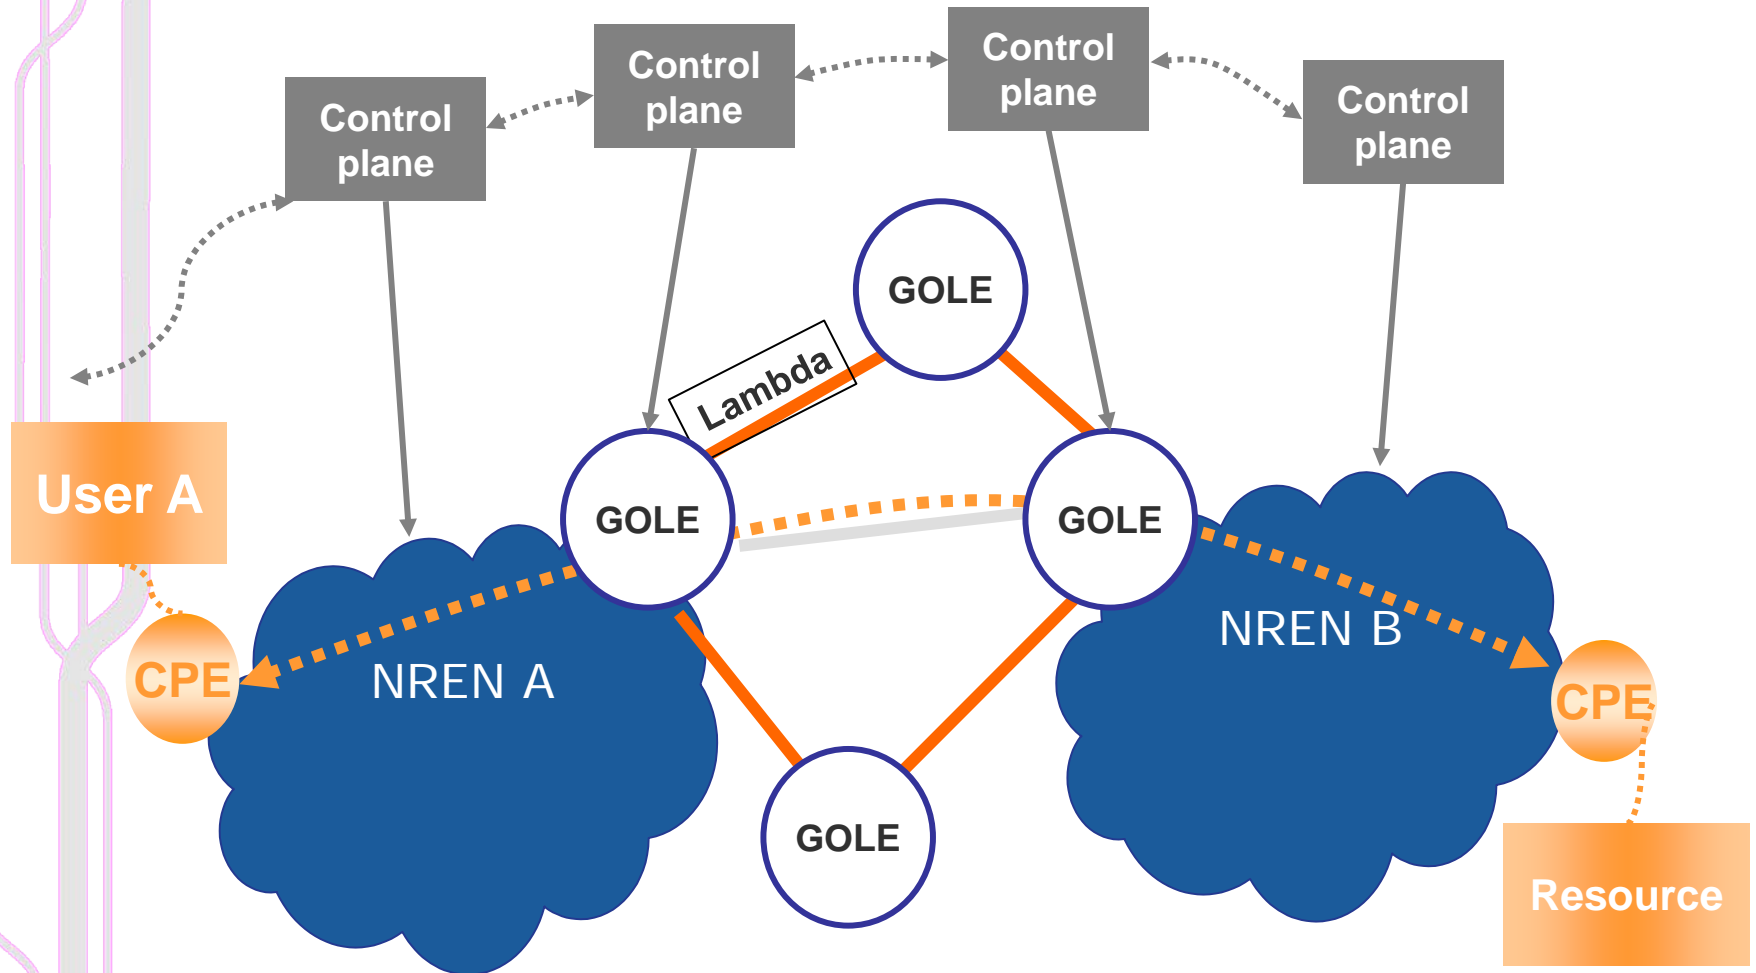 Control
plane
Control
plane
Control
plane
Control
plane
GOLE
Lambda
User A
GOLE
GOLE
NREN A
NREN B
CPE
CPE
GOLE
Resource